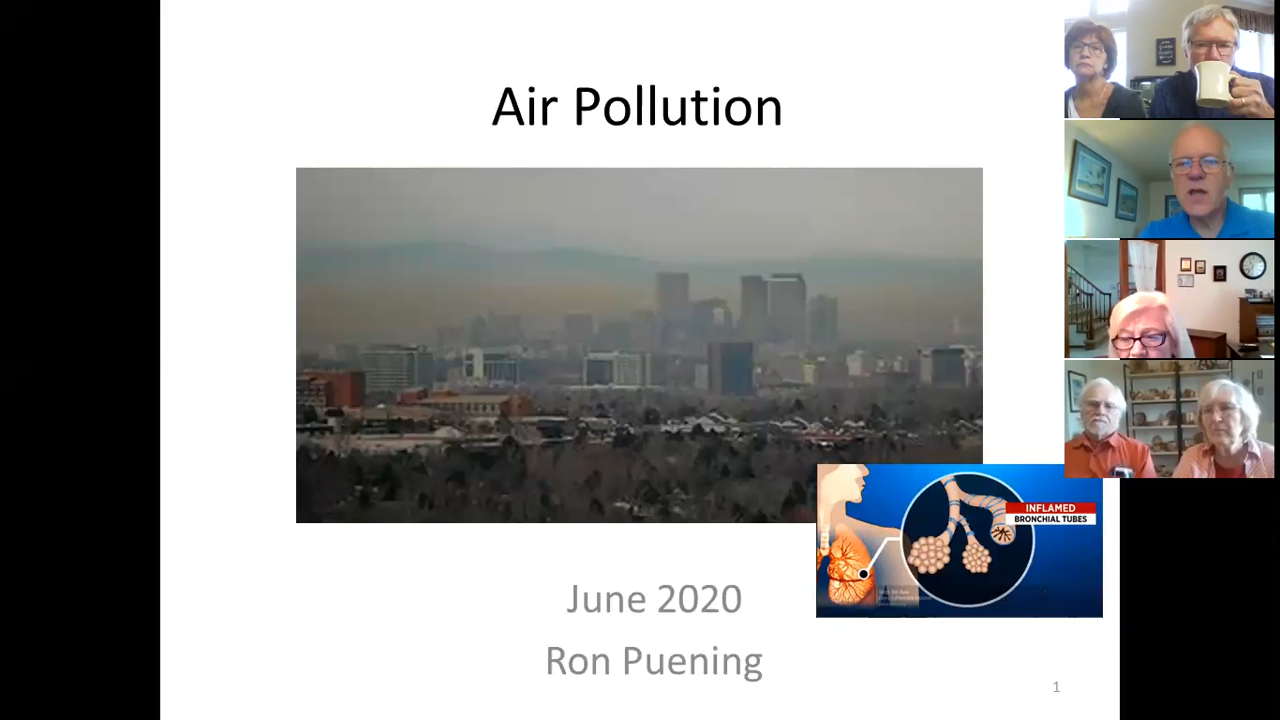 Air Pollution
INFLAMED
BRONCHIAL TUBES
June 2020
Ron Puening
1